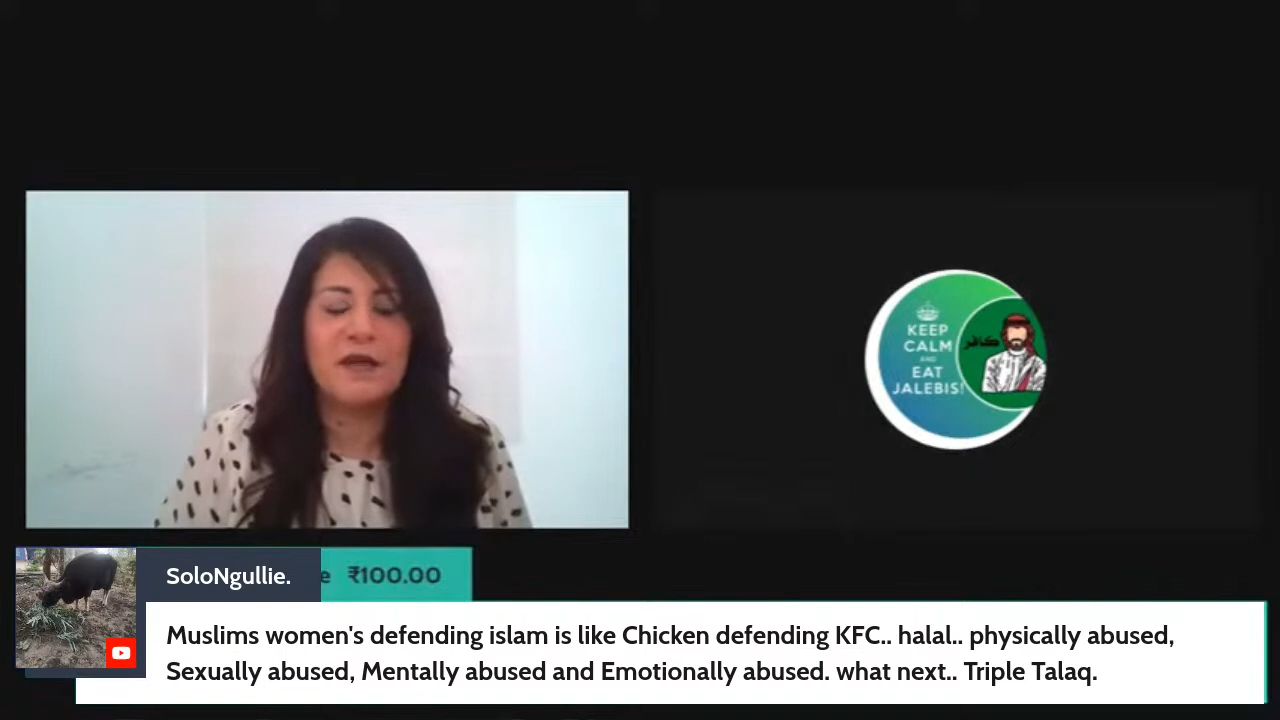 KEEP
CALM
AND
EAT
JALEBIS!
كافر
SoloNgullie.
e ₹100.00
Muslims women's defending islam is like Chicken defending KFC.. halal.. physically abused,
Sexually abused, Mentally abused and Emotionally abused. what next.. Triple Talaq.